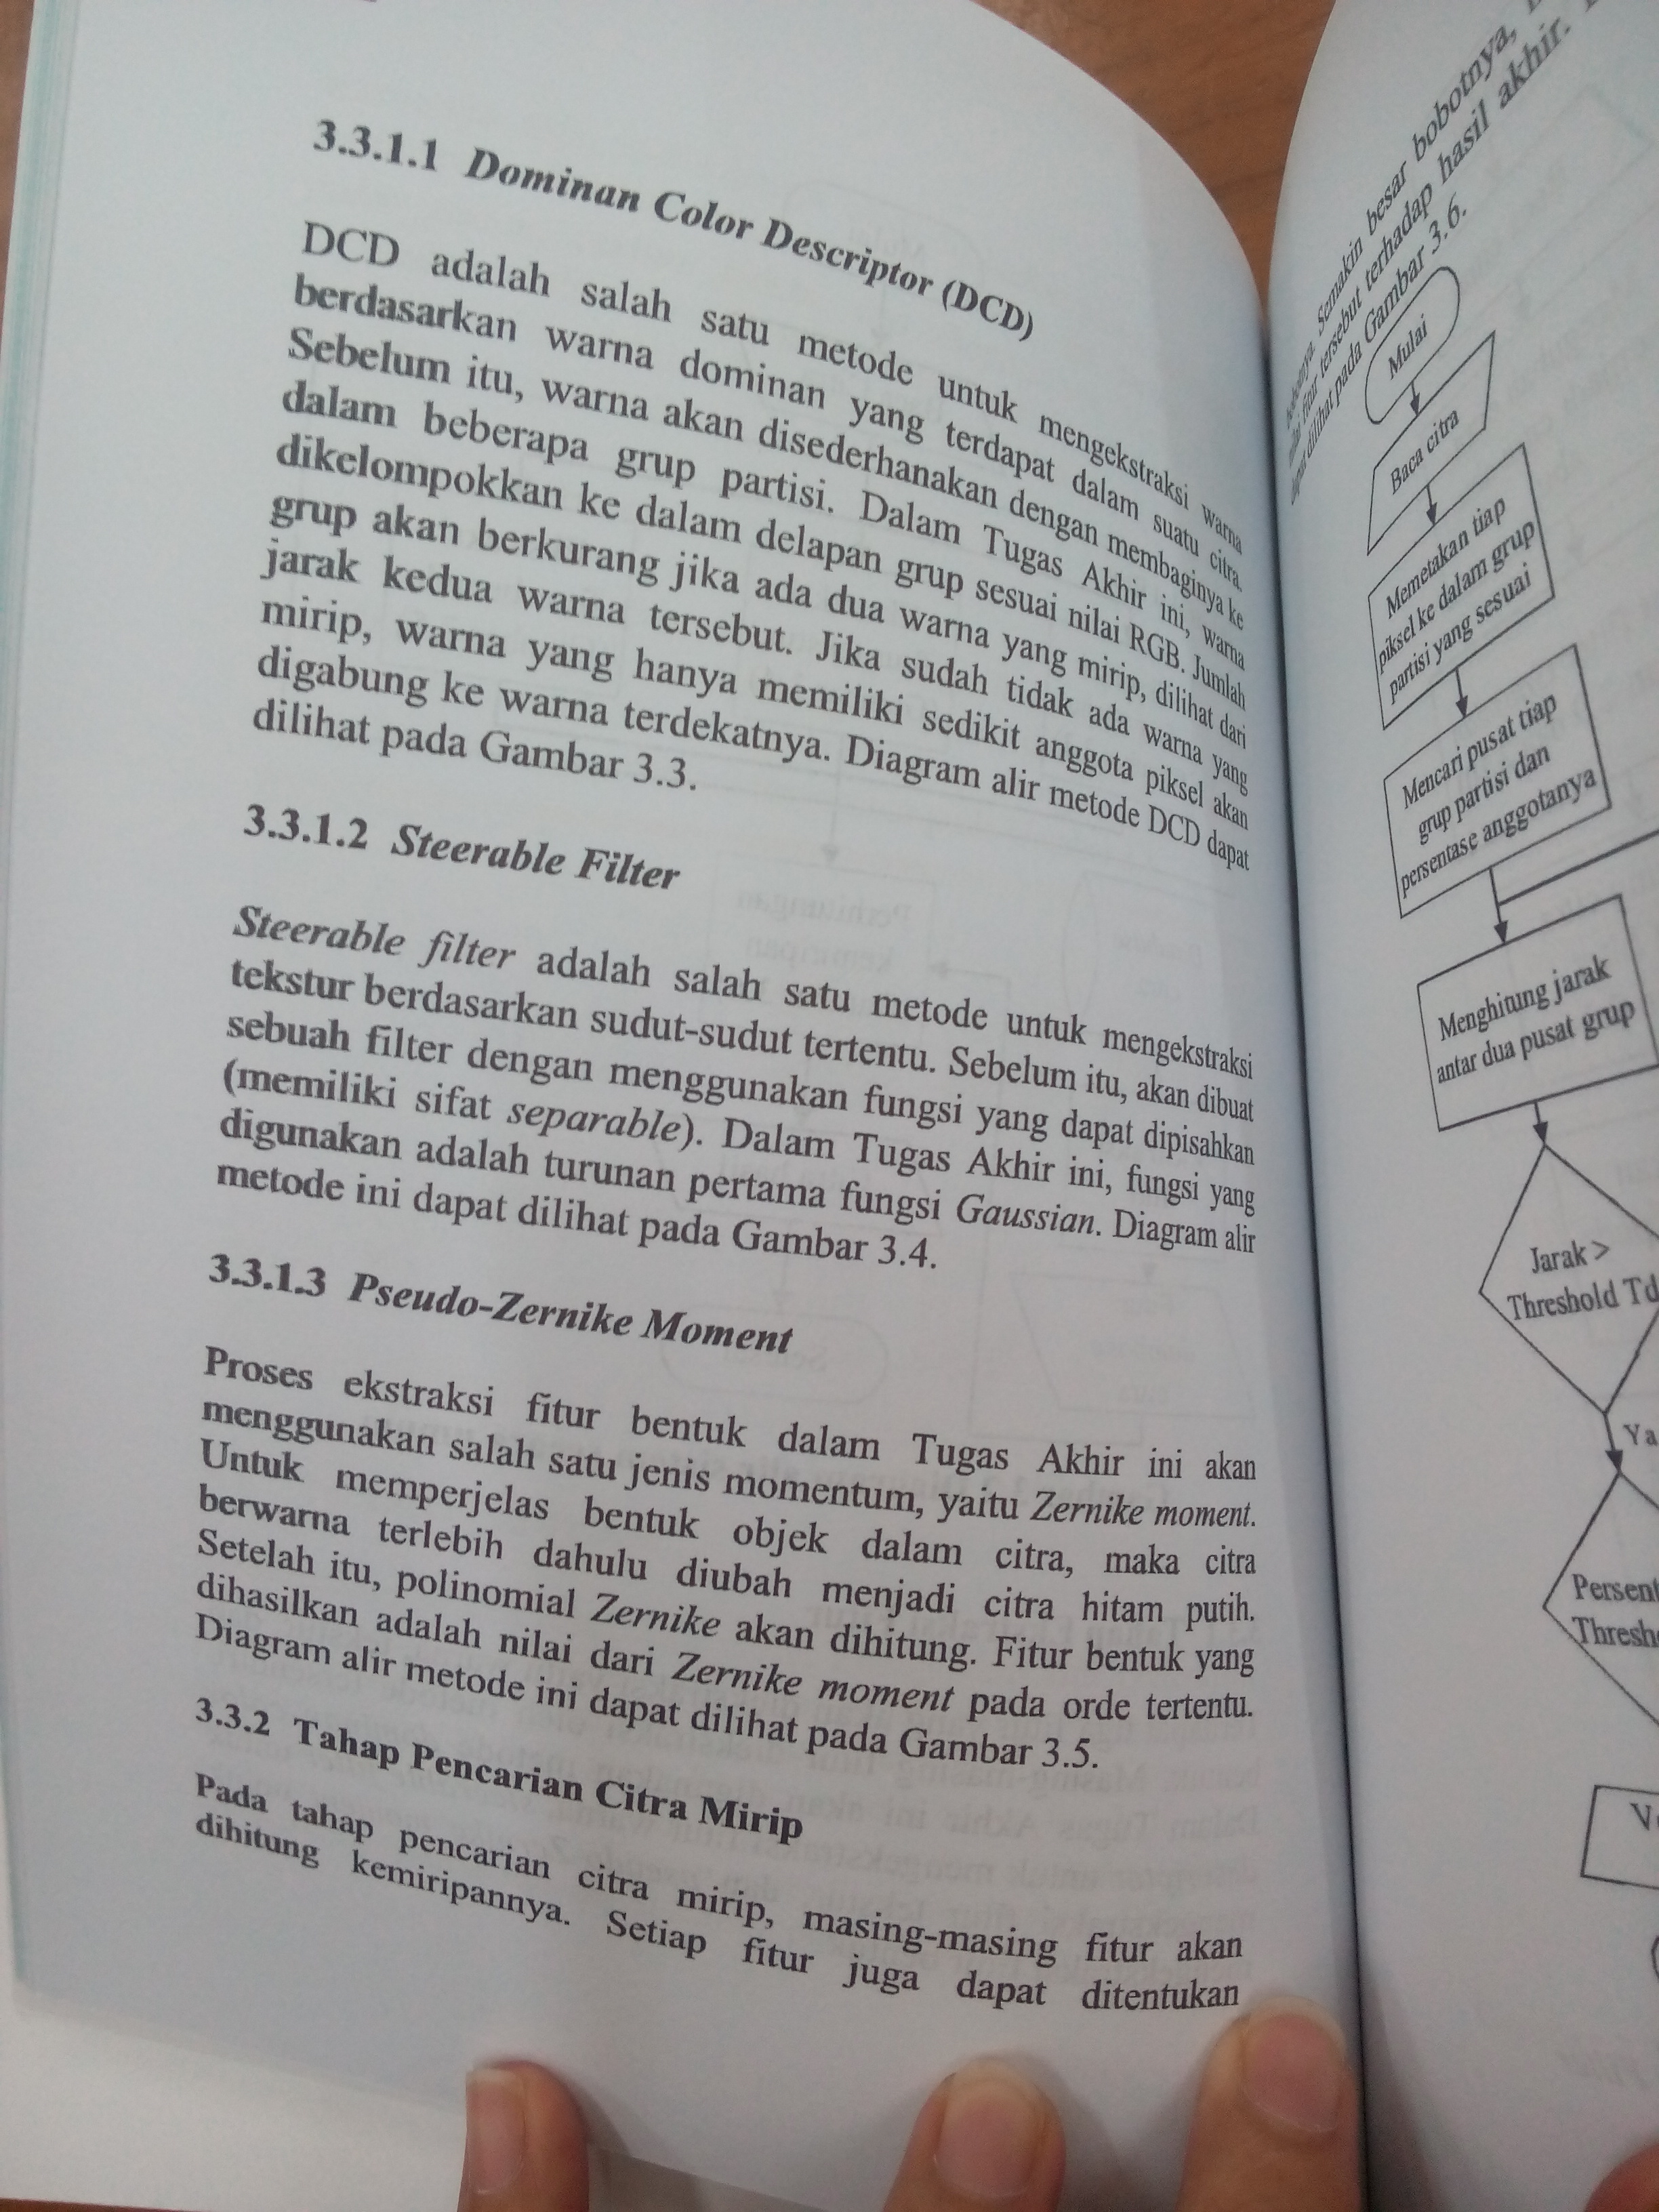 3.3.1.1 Dominan Color Descriptor (DCD)
DCD adalah salah satu metode untuk mengekstraksi warna
berdasarkan warna dominan yang terdapat dalam suatu citra.
Sebelum itu, warna akan disederhanakan dengan membaginya ke
dalam beberapa grup partisi. Dalam Tugas Akhir ini, warna
dikelompokkan ke dalam delapan grup sesuai nilai RGB. Jumlah
grup akan berkurang jika ada dua warna yang mirip, dilihat dari
jarak kedua warna tersebut. Jika sudah tidak ada warna yang
mirip, warna yang hanya memiliki sedikit anggota piksel akan
digabung ke warna terdekatnya. Diagram alir metode DCD dapat
dilihat pada Gambar 3.3.
3.3.1.2 Steerable Filter
Steerable filter adalah salah satu metode untuk mengekstraksi
tekstur berdasarkan sudut-sudut tertentu. Sebelum itu, akan dibuat
sebuah filter dengan menggunakan fungsi yang dapat dipisahkan
(memiliki sifat separable). Dalam Tugas Akhir ini, fungsi yang
digunakan adalah turunan pertama fungsi Gaussian. Diagram alir
metode ini dapat dilihat pada Gambar 3.4.
3.3.1.3 Pseudo-Zernike Moment
Proses ekstraksi fitur bentuk dalam Tugas Akhir ini akan
menggunakan salah satu jenis momentum, yaitu Zernike moment.
Untuk memperjelas bentuk objek dalam citra, maka citra
berwarna terlebih dahulu diubah menjadi citra hitam putih.
Setelah itu, polinomial Zernike akan dihitung. Fitur bentuk yang
dihasilkan adalah nilai dari Zernike moment pada orde tertentu.
Diagram alir metode ini dapat dilihat pada Gambar 3.5.
3.3.2 Tahap Pencarian Citra Mirip
Pada tahap pencarian citra mirip, masing-masing fitur akan
dihitung kemiripannya. Setiap fitur juga dapat ditentukan
Semakin besar bobotnya,
fitur tersebut terhadap hasil akhir.
dilihat pada Gambar 3.6.
Mulai
Baca citra
Memetakan tiap
piksel ke dalam grup
partisi yang sesuai
Mencari pusat tiap
grup partisi dan
persentase anggotanya
Menghitung jarak
antar dua pusat grup
Jarak >
Threshold Td
Ya